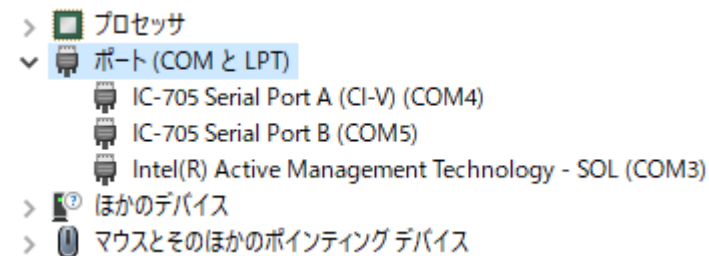 プロセッサ
ポート (COM と LPT)
IC-705 Serial Port A (CI-V) (COM4)
IC-705 Serial Port B (COM5)
Intel(R) Active Management Technology - SOL (COM3)
ほかのデバイス
マウスとそのほかのポインティング デバイス